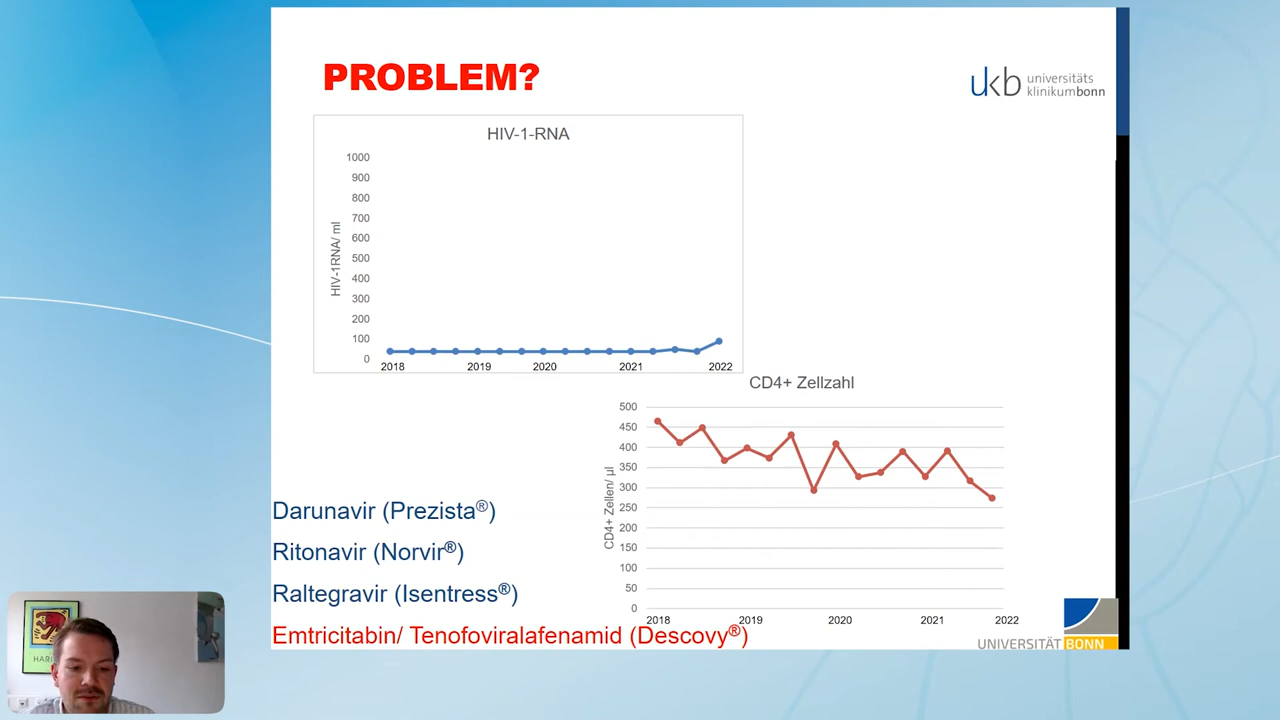 PROBLEM?
ukb universitäts
klinikumbonn
HIV-1-RNA
1000
900
800
700
600
500
400
300
200
100
0
HIV-1RNA/ ml
2018 2019 2020 2021 2022
CD4+ Zellzahl
500
450
400
350
300
250
200
150
100
50
0
CD4+ Zellen/ µl
2018 2019 2020 2021 2022
Darunavir (Prezista®)
Ritonavir (Norvir®)
Raltegravir (Isentress®)
Emtricitabin/ Tenofoviralafenamid (Descovy®)
UNIVERSITÄT BONN
HARI